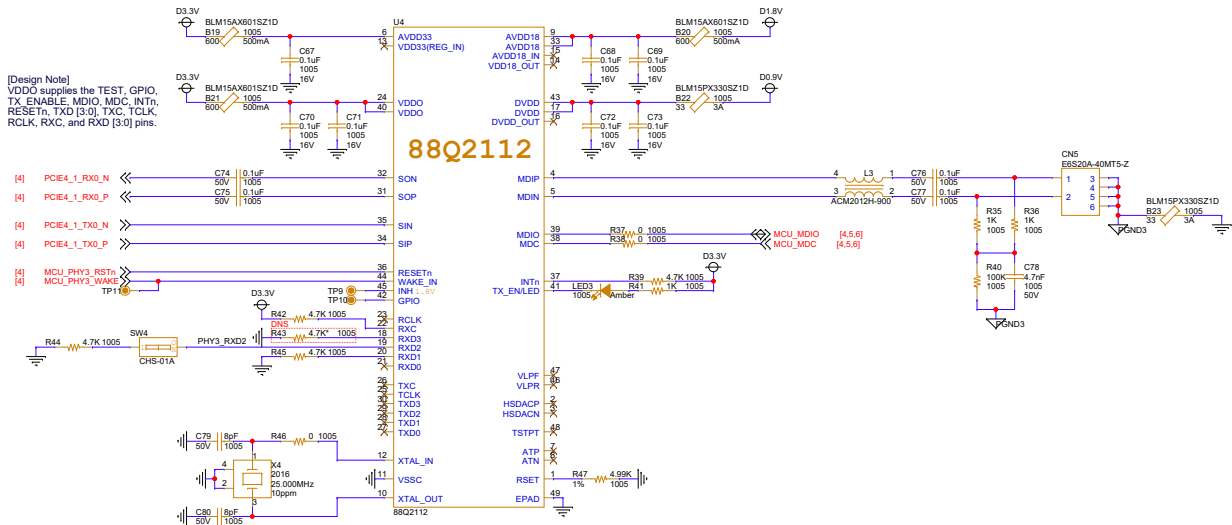 D3.3V
BLM15AX601SZ1D
B19 1005
600 500mA
C67
0.1uF
1005
16V
[Design Note]
VDDO supplies the TEST, GPIO,
TX_ENABLE, MDIO, MDC, INTn,
RESETn, TXD [3:0], TXC, TCLK,
RCLK, RXC, and RXD [3:0] pins.
D3.3V
BLM15AX601SZ1D
B21 1005
600 500mA
C70
0.1uF
1005
16V
C71
0.1uF
1005
16V
U4
88Q2112
6 AVDD33
13 VDD33(REG_IN)
24 VDDO
40 VDDO
32 SON
31 SOP
35 SIN
34 SIP
36 RESETn
44 WAKE_IN
45 INH 1.8V
42 GPIO
23 RCLK
22 RXC
18 RXD3
19 RXD2
20 RXD1
21 RXD0
26 TXC
25 TCLK
30 TXD3
29 TXD2
28 TXD1
27 TXD0
12 XTAL_IN
11 VSSC
10 XTAL_OUT
88Q2112
AVDD18 9
AVDD18 33
AVDD18_IN 15
VDD18_OUT 14
DVDD 43
DVDD 17
DVDD_OUT 16
MDIP 4
MDIN 5
MDIO 39
MDC 38
INTn 37
TX_EN/LED 41
VLPF 47
VLPR 46
HSDACP 2
HSDACN 3
TSTPT 48
ATP 7
ATN 8
RSET 1
EPAD 49
[4] PCIE4_1_RX0_N
C74 0.1uF
50V 1005
[4] PCIE4_1_RX0_P
C75 0.1uF
50V 1005
[4] PCIE4_1_TX0_N
[4] PCIE4_1_TX0_P
[4] MCU_PHY3_RSTn
[4] MCU_PHY3_WAKE
TP11
TP9
TP10
D3.3V
R42 4.7K 1005
DNS
R43 4.7K* 1005
R44 4.7K 1005
SW4
CHS-01A
PHY3_RXD2
R45 4.7K 1005
C79 8pF
50V 1005
R46 0 1005
X4
2016
25.000MHz
10ppm
1
4
2
3
C80 8pF
50V 1005
D1.8V
BLM15AX601SZ1D
B20 1005
600 500mA
C68
0.1uF
1005
16V
C69
0.1uF
1005
16V
D0.9V
BLM15PX330SZ1D
B22 1005
33 3A
C72
0.1uF
1005
16V
C73
0.1uF
1005
16V
4 L3 1
3 2
ACM2012H-900
C76 0.1uF
50V 1005
C77 0.1uF
50V 1005
R37 0 1005
R38 0 1005
MCU_MDIO [4,5,6]
MCU_MDC [4,5,6]
D3.3V
R39 4.7K 1005
LED3
1005 Amber
R41 1K 1005
R47 4.99K
1% 1005
CN5
E6S20A-40MT5-Z
1 3
4
2 5
6
BLM15PX330SZ1D
B23 1005
33 3A
PGND3
R35
1K
1005
R36
1K
1005
R40
100K
1005
C78
4.7nF
1005
50V
PGND3